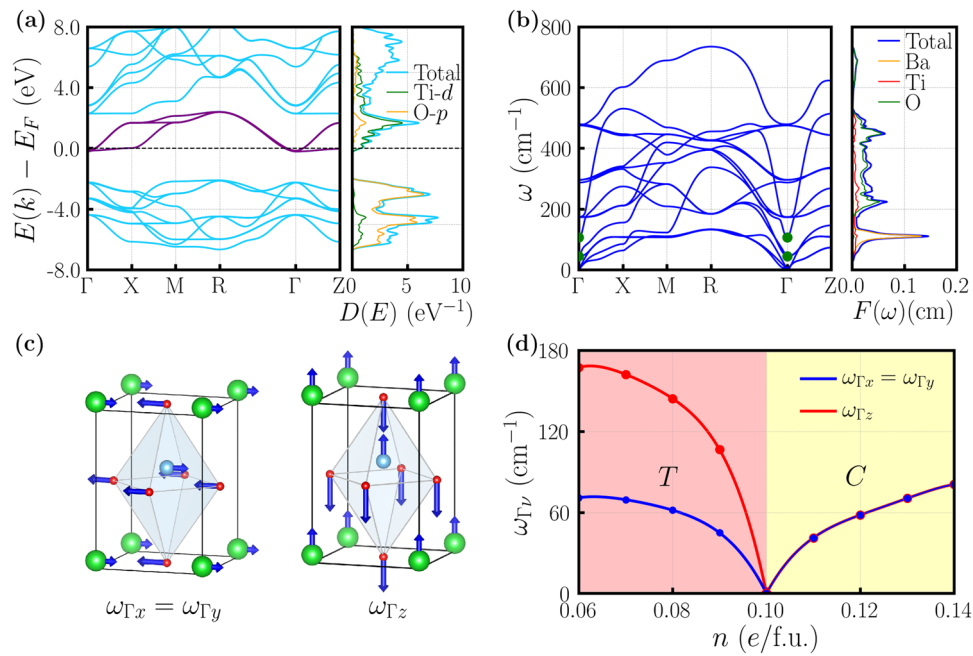 (a)
8.0
4.0
0.0
-4.0
-8.0
E(k) − E_F (eV)
Γ X M R Γ Z
Total
Ti-d
O-p
0 5 10
D(E) (eV⁻¹)
(b)
800
600
400
200
0
ω (cm⁻¹)
Γ X M R Γ Z
Total
Ba
Ti
O
0.0 0.1 0.2
F(ω)(cm)
(c)
ω_Γx = ω_Γy
ω_Γz
(d)
180
120
60
0
ω_Γν (cm⁻¹)
ω_Γx = ω_Γy
ω_Γz
T
C
0.06 0.08 0.10 0.12 0.14
n (e/f.u.)